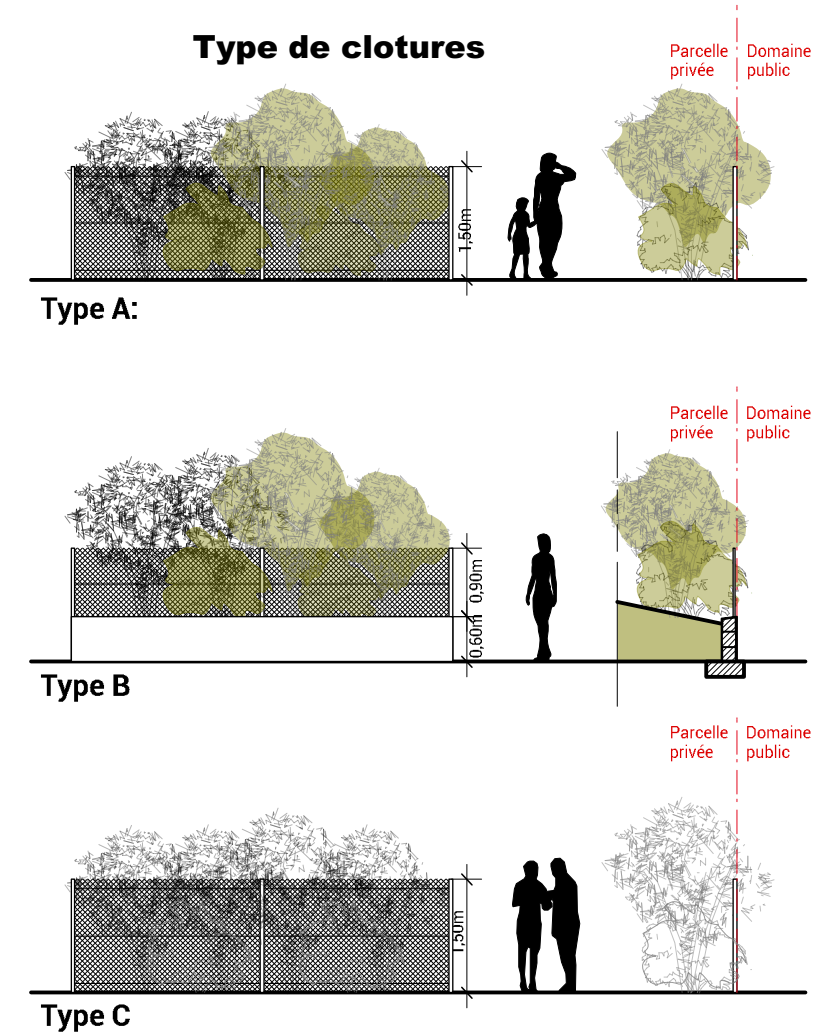 Type de clotures
Parcelle
privée
Domaine
public
1,50m
Type A:
Parcelle
privée
Domaine
public
0,90m
0,60m
Type B
Parcelle
privée
Domaine
public
1,50m
Type C